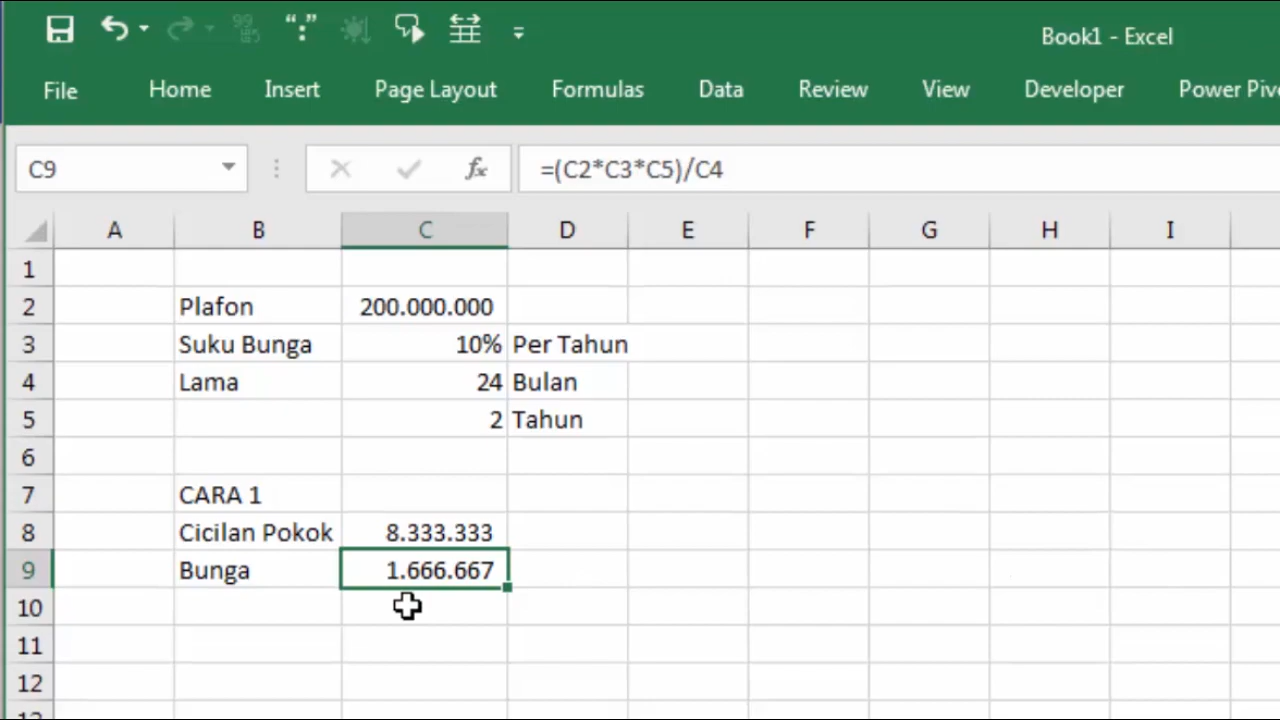 Book1 - Excel
File Home Insert Page Layout Formulas Data Review View Developer
C9 fx =(C2*C3*C5)/C4
A B C D E F G H I
1
2 Plafon 200.000.000
3 Suku Bunga 10% Per Tahun
4 Lama 24 Bulan
5 2 Tahun
6
7 CARA 1
8 Cicilan Pokok 8.333.333
9 Bunga 1.666.667
10
11
12